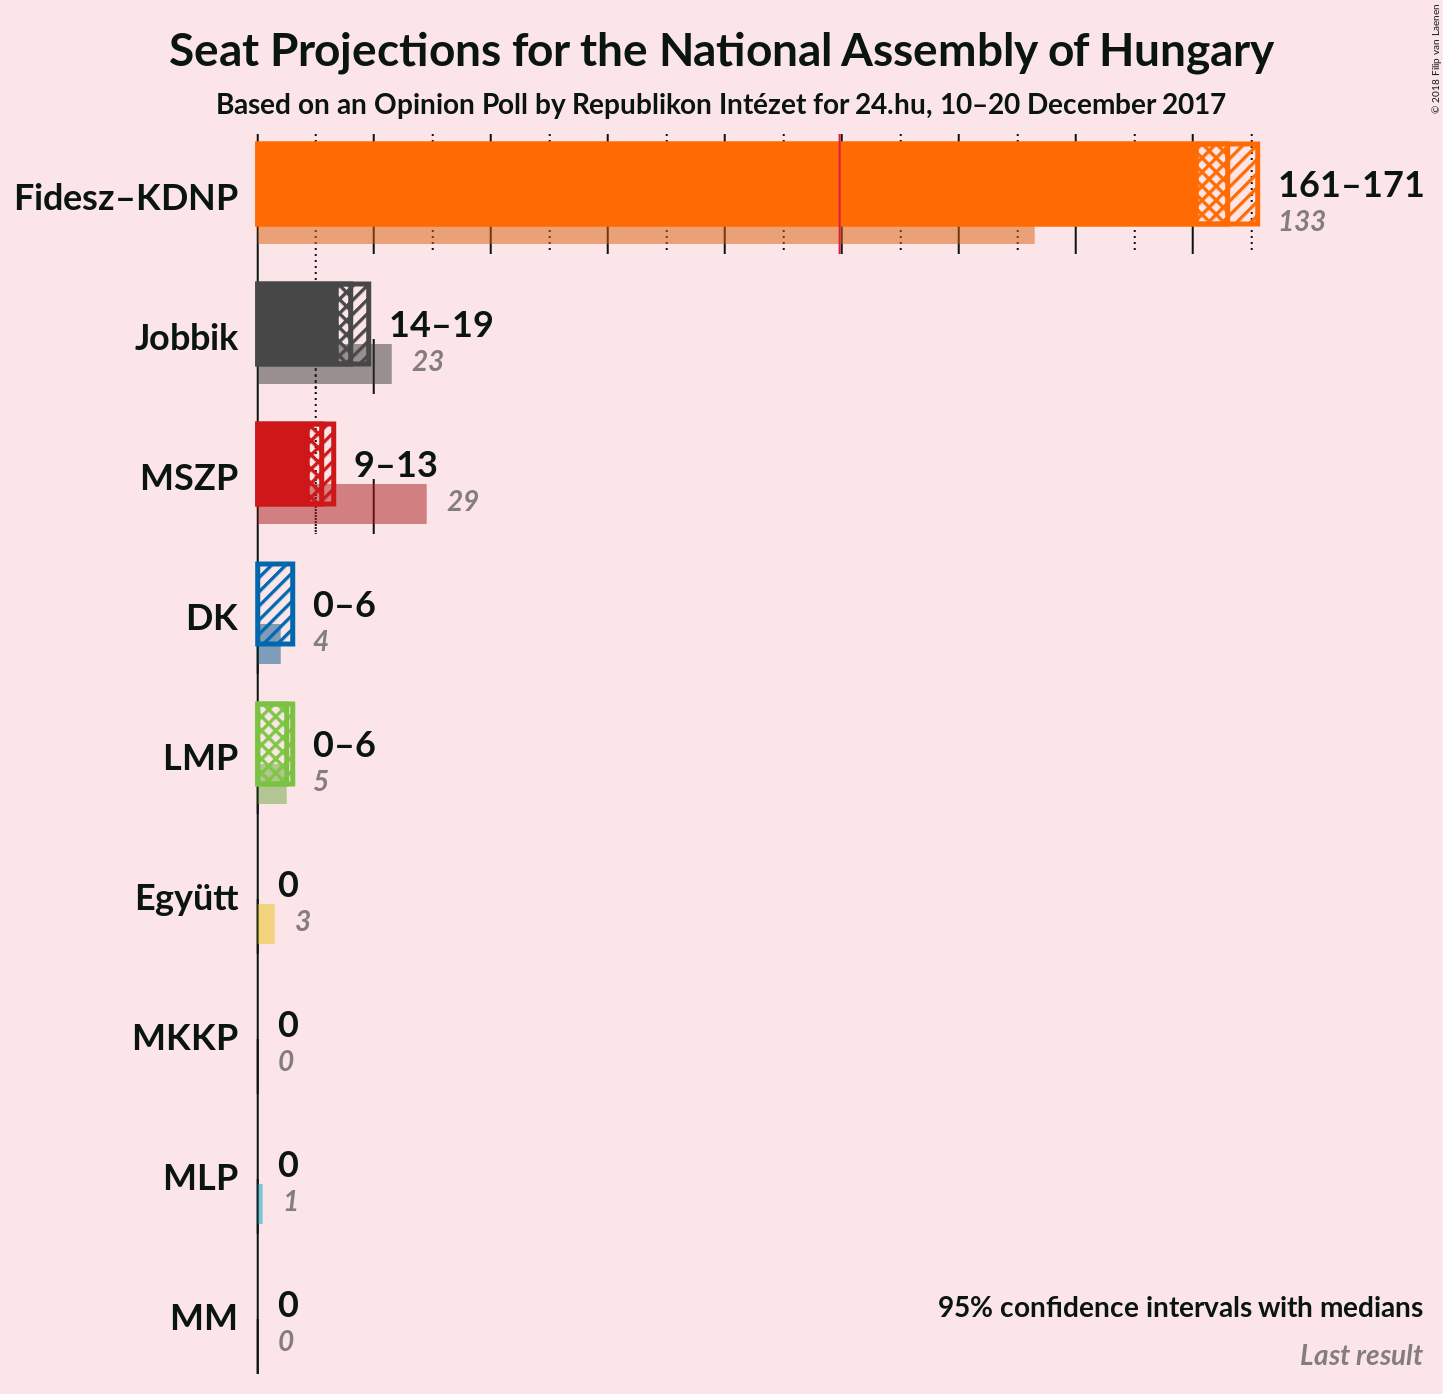 Seat Projections for the National Assembly of Hungary
Based on an Opinion Poll by Republikon Intézet for 24.hu, 10–20 December 2017
© 2018 Filip van Laenen
Fidesz–KDNP
161–171
133
Jobbik
14–19
23
MSZP
9–13
29
DK
0–6
4
LMP
0–6
5
Együtt
0
3
MKKP
0
0
MLP
0
1
MM
0
0
95% confidence intervals with medians
Last result